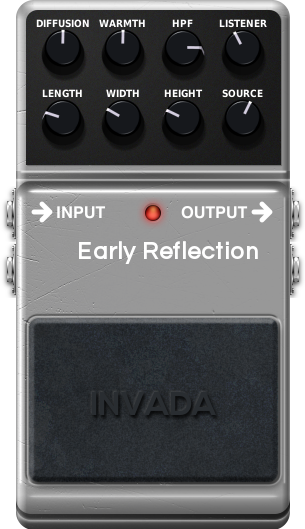 DIFFUSION WARMTH HPF LISTENER
LENGTH WIDTH HEIGHT SOURCE
INPUT OUTPUT
Early Reflection
INVADA